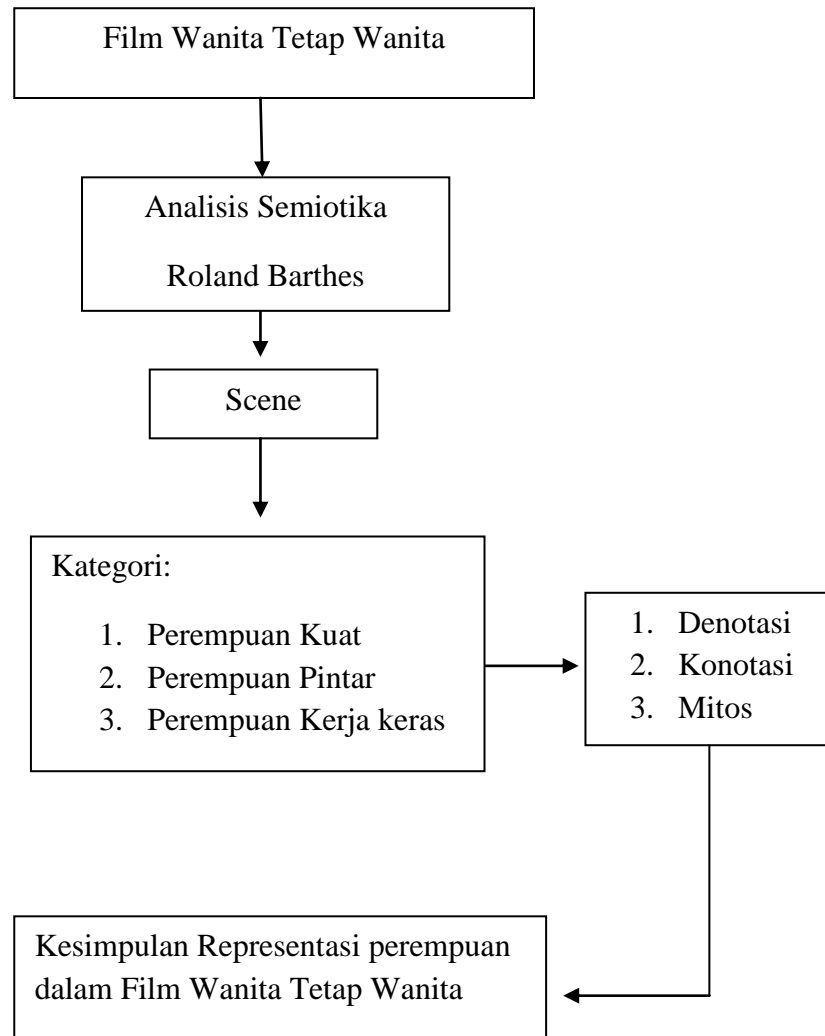 Film Wanita Tetap Wanita
Analisis Semiotika
Roland Barthes
Scene
Kategori:
1. Perempuan Kuat
2. Perempuan Pintar
3. Perempuan Kerja keras
1. Denotasi
2. Konotasi
3. Mitos
Kesimpulan Representasi perempuan
dalam Film Wanita Tetap Wanita